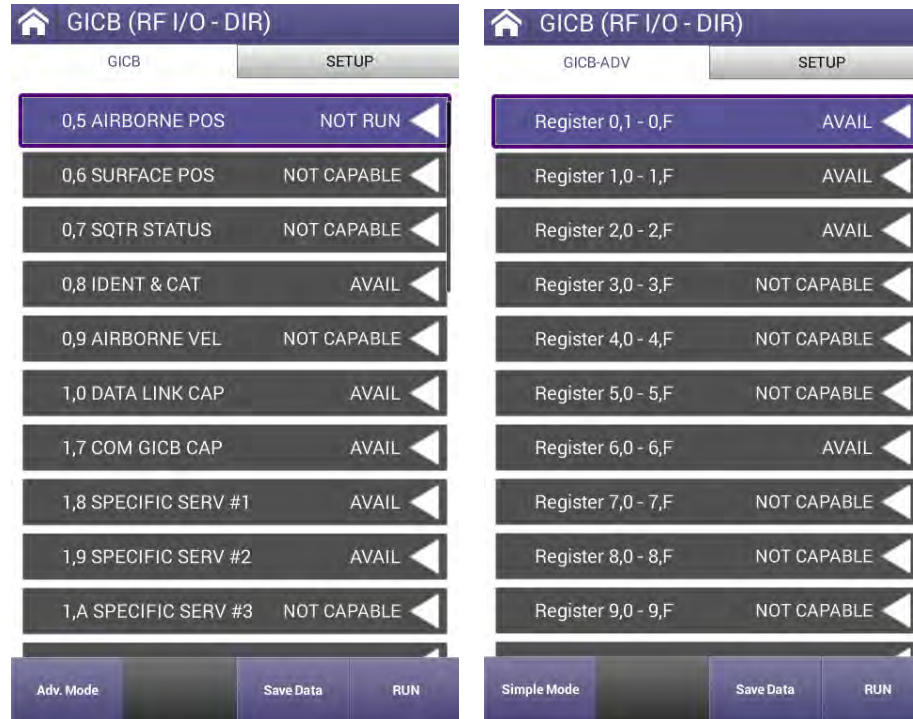 GICB (RF I/O - DIR)
GICB SETUP
0,5 AIRBORNE POS NOT RUN
0,6 SURFACE POS NOT CAPABLE
0,7 SQTR STATUS NOT CAPABLE
0,8 IDENT & CAT AVAIL
0,9 AIRBORNE VEL NOT CAPABLE
1,0 DATA LINK CAP AVAIL
1,7 COM GICB CAP AVAIL
1,8 SPECIFIC SERV #1 AVAIL
1,9 SPECIFIC SERV #2 AVAIL
1,A SPECIFIC SERV #3 NOT CAPABLE
Adv. Mode Save Data RUN
GICB (RF I/O - DIR)
GICB-ADV SETUP
Register 0,1 - 0,F AVAIL
Register 1,0 - 1,F AVAIL
Register 2,0 - 2,F AVAIL
Register 3,0 - 3,F NOT CAPABLE
Register 4,0 - 4,F NOT CAPABLE
Register 5,0 - 5,F NOT CAPABLE
Register 6,0 - 6,F AVAIL
Register 7,0 - 7,F NOT CAPABLE
Register 8,0 - 8,F NOT CAPABLE
Register 9,0 - 9,F NOT CAPABLE
Simple Mode Save Data RUN